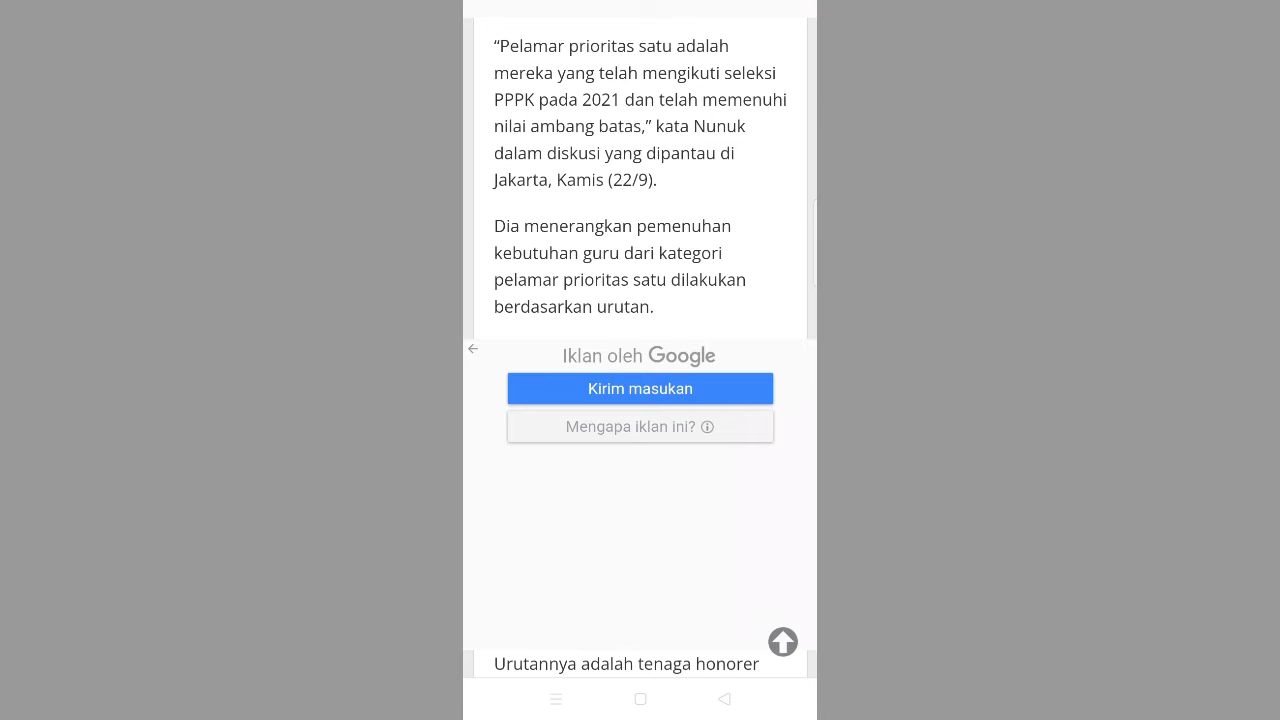 “Pelamar prioritas satu adalah
mereka yang telah mengikuti seleksi
PPPK pada 2021 dan telah memenuhi
nilai ambang batas,” kata Nunuk
dalam diskusi yang dipantau di
Jakarta, Kamis (22/9).
Dia menerangkan pemenuhan
kebutuhan guru dari kategori
pelamar prioritas satu dilakukan
berdasarkan urutan.
Iklan oleh Google
Kirim masukan
Mengapa iklan ini?
Urutannya adalah tenaga honorer